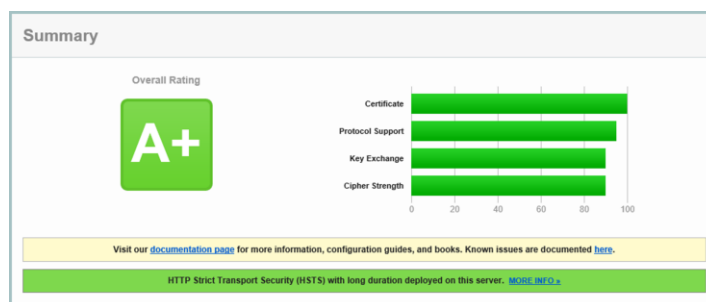 Summary
Overall Rating
A+
Certificate
Protocol Support
Key Exchange
Cipher Strength
0 20 40 60 80 100
Visit our documentation page for more information, configuration guides, and books. Known issues are documented here.
HTTP Strict Transport Security (HSTS) with long duration deployed on this server. MORE INFO »